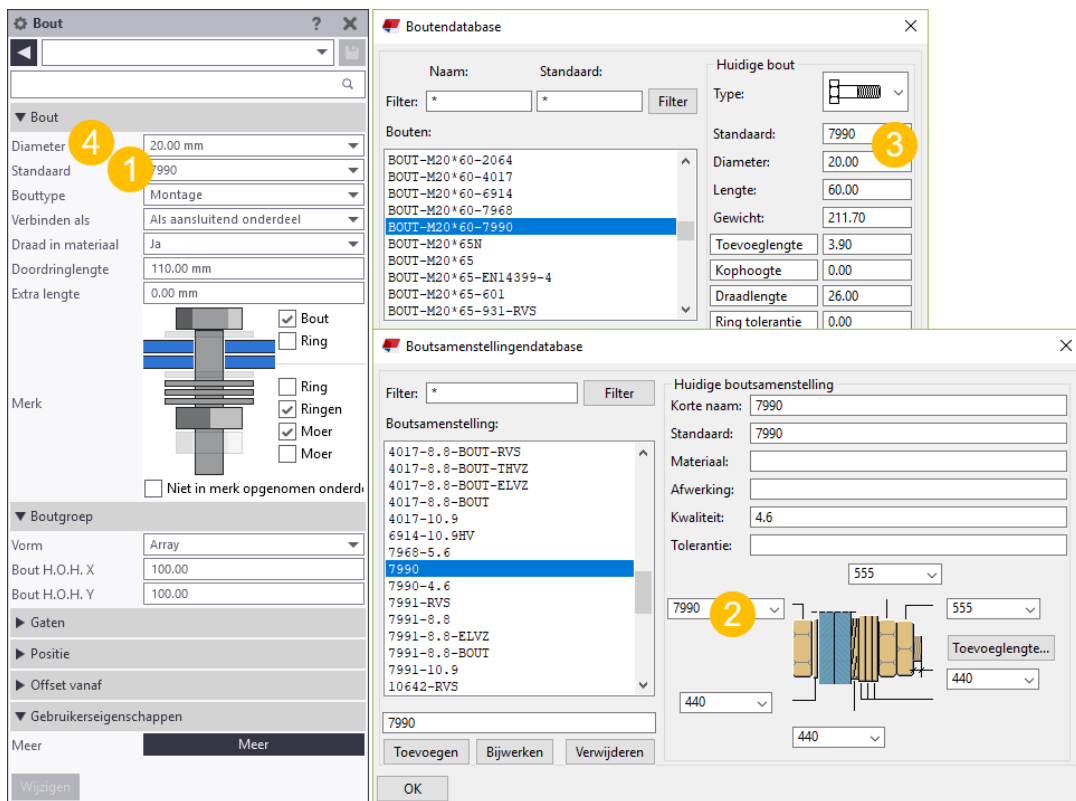 Bout ?
Bout
Diameter 4 20.00 mm
Standaard 1 7990
Bouttype Montage
Verbinden als Als aansluitend onderdeel
Draad in materiaal Ja
Doordringlengte 110.00 mm
Extra lengte 0.00 mm
Bout
Ring
Merk
Ring
Ringen
Moer
Moer
Niet in merk opgenomen onderde
Boutgroep
Vorm Array
Bout H.O.H. X 100.00
Bout H.O.H. Y 100.00
Gaten
Positie
Offset vanaf
Gebruikerseigenschappen
Meer Meer
Wijzigen
Boutendatabase
Naam: Standaard:
Filter: * * Filter
Bouten:
BOUT-M20*60-2064
BOUT-M20*60-4017
BOUT-M20*60-6914
BOUT-M20*60-7968
BOUT-M20*60-7990
BOUT-M20*65N
BOUT-M20*65
BOUT-M20*65-EN14399-4
BOUT-M20*65-601
BOUT-M20*65-931-RVS
Huidige bout
Type:
Standaard: 7990 3
Diameter: 20.00
Lengte: 60.00
Gewicht: 211.70
Toevoeglengte 3.90
Kophoogte 0.00
Draadlengte 26.00
Ring tolerantie 0.00
Boutsamenstellingendatabase
Filter: * Filter
Boutsamenstelling:
4017-8.8-BOUT-RVS
4017-8.8-BOUT-THVZ
4017-8.8-BOUT-ELVZ
4017-8.8-BOUT
4017-10.9
6914-10.9HV
7968-5.6
7990
7990-4.6
7991-RVS
7991-8.8
7991-8.8-ELVZ
7991-8.8-BOUT
7991-10.9
10642-RVS
7990
Toevoegen Bijwerken Verwijderen
OK
Huidige boutsamenstelling
Korte naam: 7990
Standaard: 7990
Materiaal:
Afwerking:
Kwaliteit: 4.6
Tolerantie:
555
7990 2 555
Toevoeglengte...
440
440
440